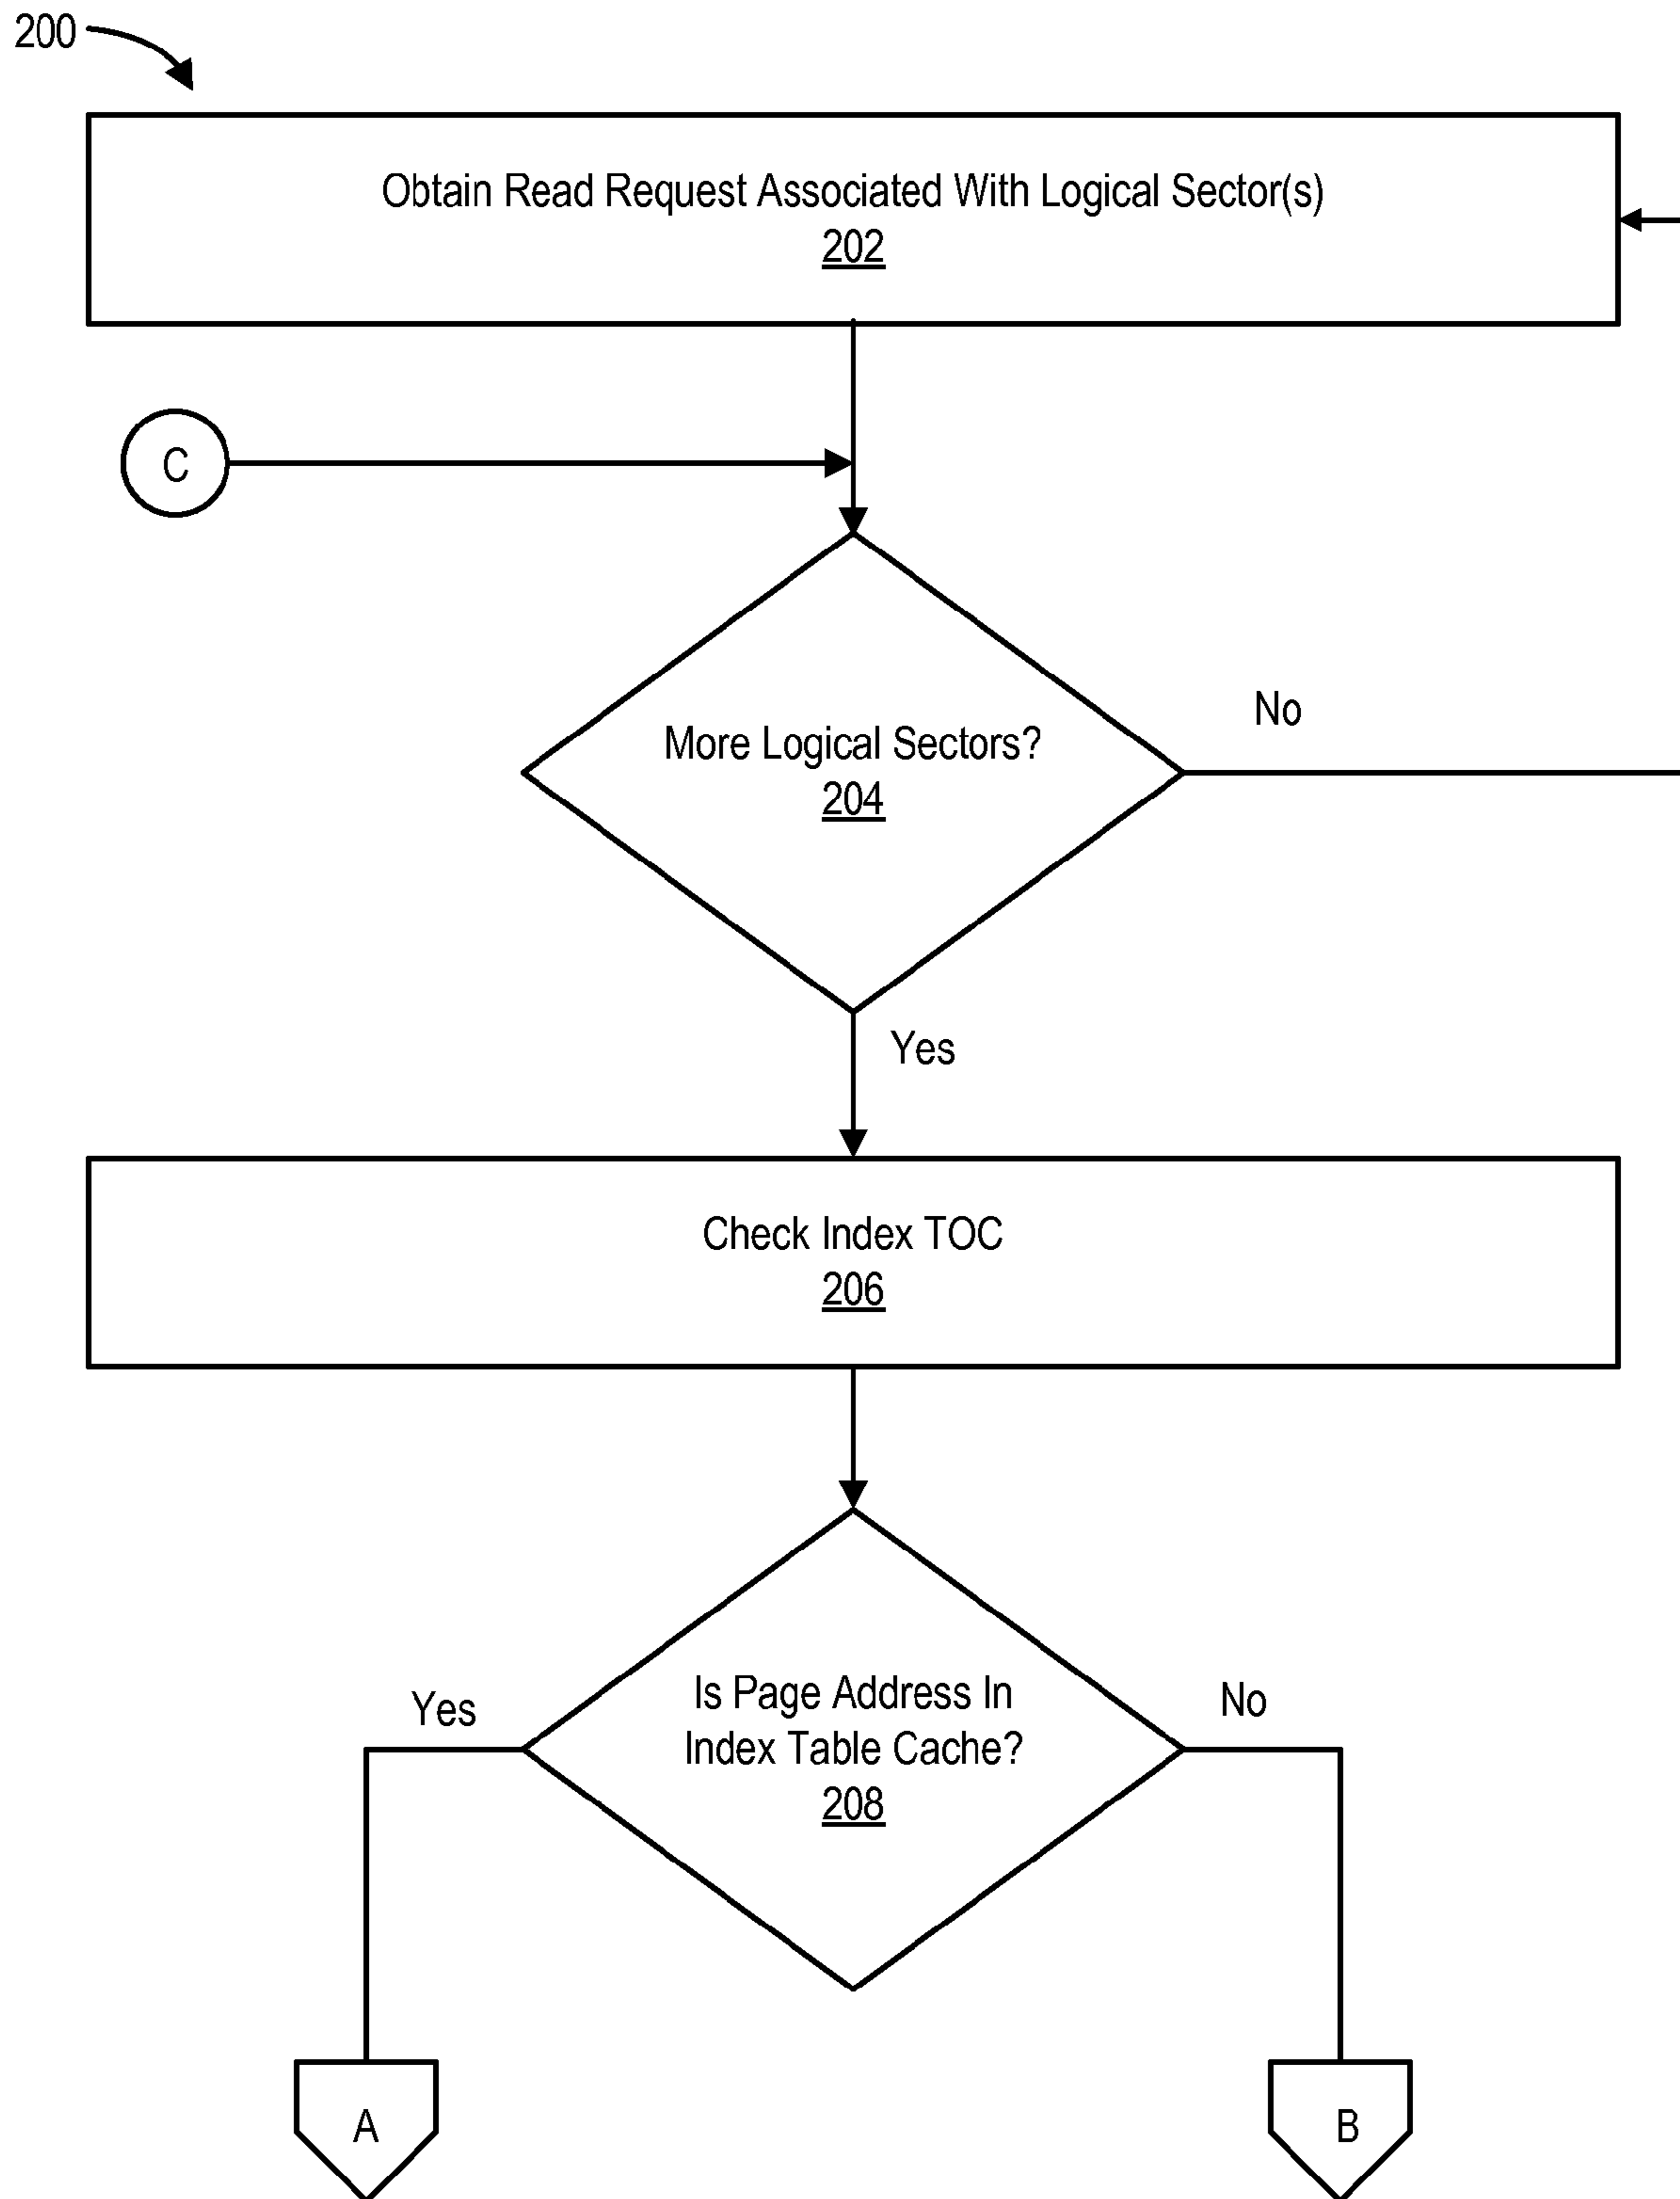 200
Obtain Read Request Associated With Logical Sector(s)
202
C
No
More Logical Sectors?
204
Yes
Check Index TOC
206
Is Page Address In
Yes
No
Index Table Cache?
208
A
B